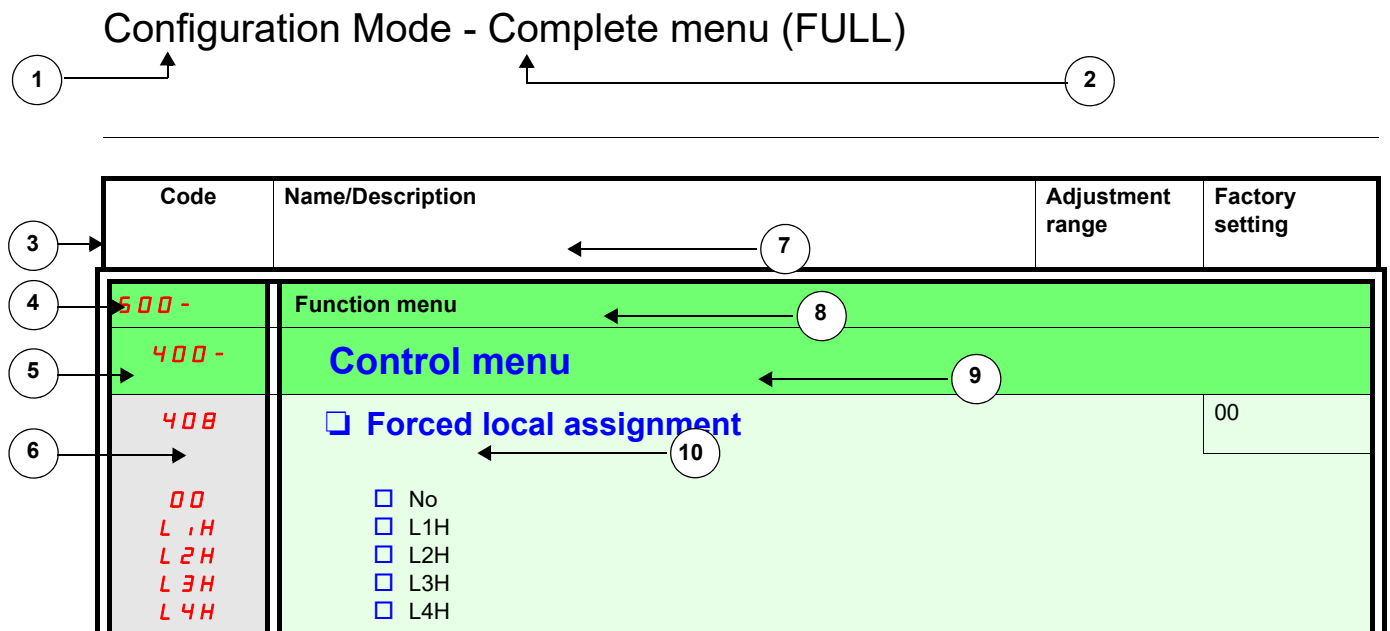 Configuration Mode - Complete menu (FULL)
1
2
Code Name/Description Adjustment range Factory setting
3
7
4
600 - Function menu
8
400 - Control menu
5
9
408 ❏ Forced local assignment 00
6
10
00 □ No
L1H □ L1H
L2H □ L2H
L3H □ L3H
L4H □ L4H